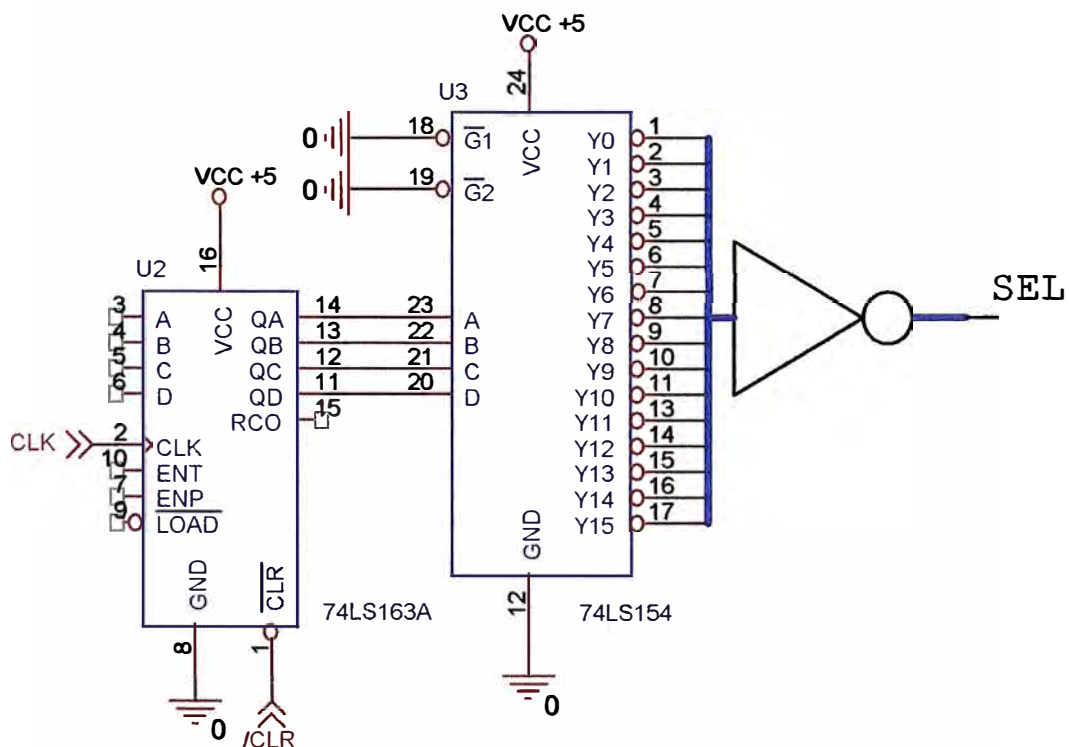 VCC +5
24
U3
18
G1
0
19
G2
0
VCC
Y0
1
Y1
2
Y2
3
Y3
4
Y4
5
Y5
6
Y6
7
Y7
8
Y8
9
Y9
10
Y10
11
Y11
13
Y12
14
Y13
15
Y14
16
Y15
17
SEL
VCC +5
16
U2
3
A
4
B
5
C
6
D
VCC
QA
14
QB
13
QC
12
QD
11
RCO
15
23
A
22
B
21
C
20
D
CLK
2
CLK
10
ENT
7
ENP
9
LOAD
GND
CLR
74LS163A
8
1
0
/CLR
GND
12
74LS154
0